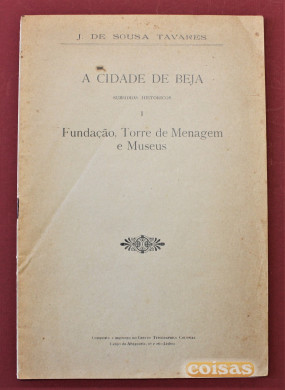 J. DE SOUSA TAVARES
A CIDADE DE BEJA
I
Fundação, Torre de Menagem
e Museus
coisas